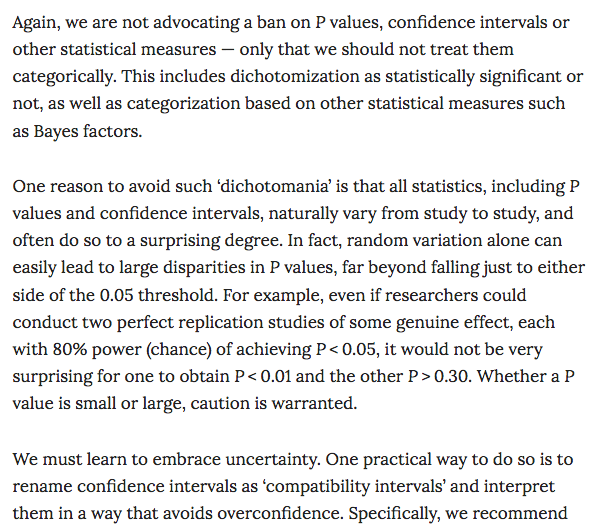 Again, we are not advocating a ban on P values, confidence intervals or
other statistical measures — only that we should not treat them
categorically. This includes dichotomization as statistically significant or
not, as well as categorization based on other statistical measures such
as Bayes factors.
One reason to avoid such ‘dichotomania’ is that all statistics, including P
values and confidence intervals, naturally vary from study to study, and
often do so to a surprising degree. In fact, random variation alone can
easily lead to large disparities in P values, far beyond falling just to either
side of the 0.05 threshold. For example, even if researchers could
conduct two perfect replication studies of some genuine effect, each
with 80% power (chance) of achieving P < 0.05, it would not be very
surprising for one to obtain P < 0.01 and the other P > 0.30. Whether a P
value is small or large, caution is warranted.
We must learn to embrace uncertainty. One practical way to do so is to
rename confidence intervals as ‘compatibility intervals’ and interpret
them in a way that avoids overconfidence. Specifically, we recommend